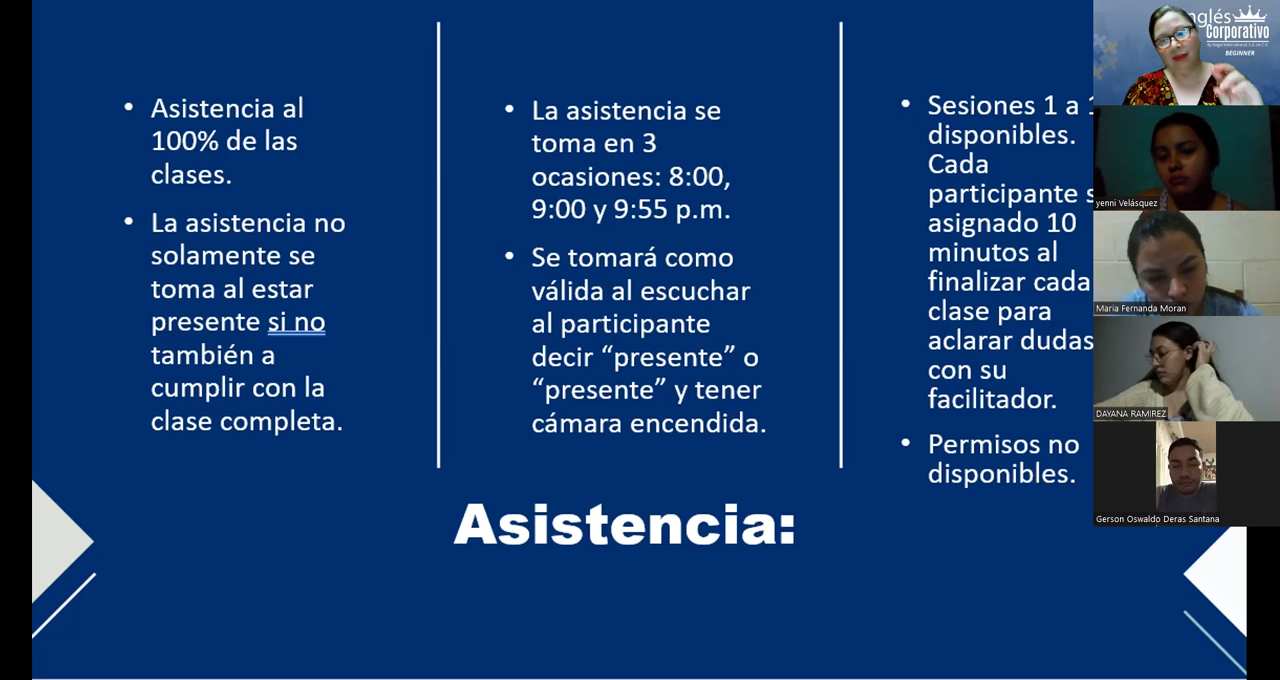 Asistencia al
100% de las
clases.
La asistencia no
solamente se
toma al estar
presente si no
también a
cumplir con la
clase completa.
La asistencia se
toma en 3
ocasiones: 8:00,
9:00 y 9:55 p.m.
Se tomará como
válida al escuchar
al participante
decir “presente” o
“presente” y tener
cámara encendida.
Sesiones 1 a
disponibles.
Cada
participante
asignado 10
minutos al
finalizar cada
clase para
aclarar dudas
con su
facilitador.
Permisos no
disponibles.
Asistencia:
Corporativo
BEGINNER
yenni Velásquez
Maria Fernanda Moran
DAYANA RAMIREZ
Gerson Oswaldo Deras Santana